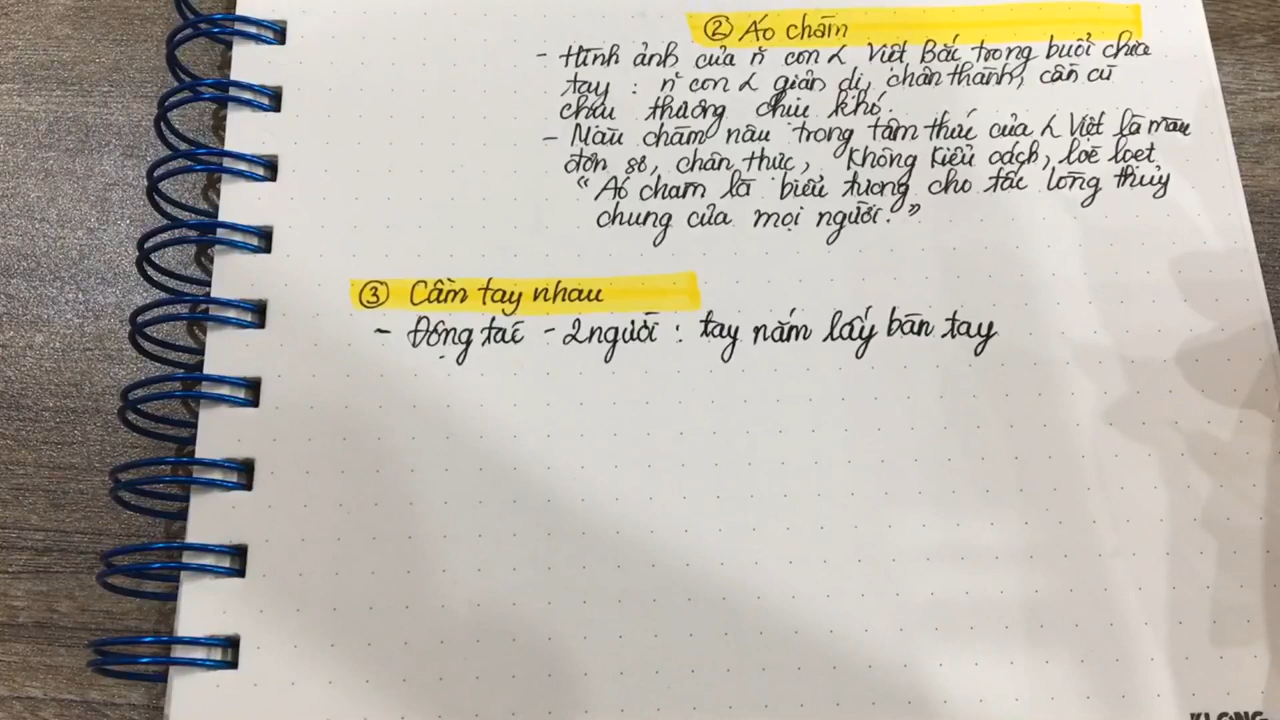 ② Áo chàm
- Hình ảnh của n~ con L Việt Bắc trong buổi chia
tay : n~ con L giản dị, chân thành, cần cù
chịu thương chịu khó.
- Màu chàm nâu trong tâm thức của L Việt là màu
đơn sơ, chân thực, không kiểu cách, loè loẹt
"Áo chàm là biểu tượng cho tấc lòng thủy
chung của mọi người."
③ Cầm tay nhau
- Động tác - 2 người : tay nắm lấy bàn tay